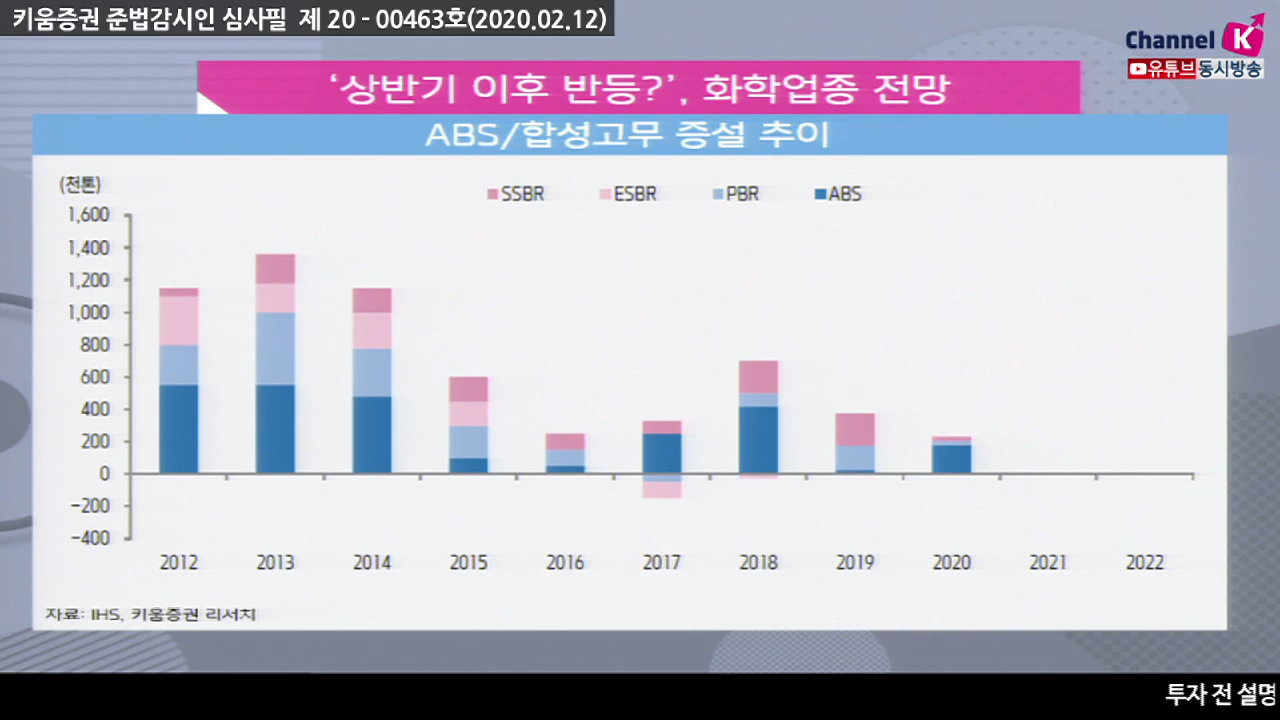 키움증권 준법감시인 심사필 제 20 - 00463호(2020.02.12)
Channel K
유튜브동시방송
‘상반기 이후 반등?’, 화학업종 전망
ABS/합성고무 증설 추이
(천톤)
SSBR ESBR PBR ABS
1,600
1,400
1,200
1,000
800
600
400
200
0
-200
-400
2012 2013 2014 2015 2016 2017 2018 2019 2020 2021 2022
자료: IHS, 키움증권 리서치
투자 전 설명